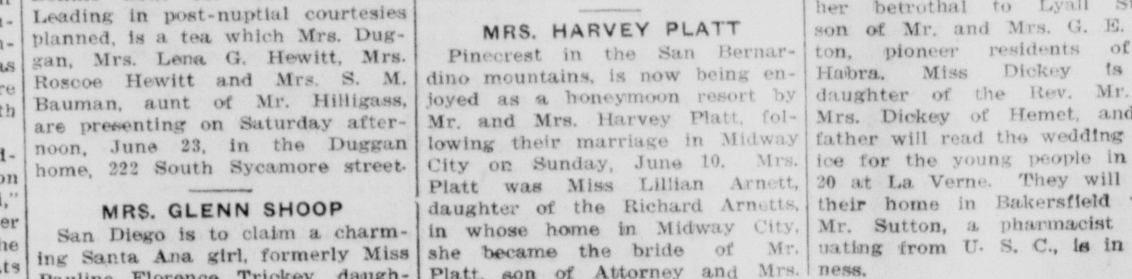 Leading in post-nuptial courtesies
planned, is a tea which Mrs. Dug-
gan, Mrs. Lena G. Hewitt, Mrs.
Roscoe Hewitt and Mrs. S. M.
Bauman, aunt of Mr. Hilligass,
are presenting on Saturday after-
noon, June 23, in the Duggan
home, 222 South Sycamore street.
MRS. GLENN SHOOP
San Diego is to claim a charm-
ing Santa Ana girl, formerly Miss
Florence Trickey, daugh-
MRS. HARVEY PLATT
Pinecrest in the San Bernar-
dino mountains, is now being en-
joyed as a honeymoon resort by
Mr. and Mrs. Harvey Platt, fol-
lowing their marriage in Midway
City on Sunday, June 10. Mrs.
Platt was Miss Lillian Arnett,
daughter of the Richard Arnetts,
in whose home in Midway City,
she became the bride of Mr.
Platt, son of Attorney and Mrs.
her betrothal to Lyall
son of Mr. and Mrs. G. E.
ton, pioneer residents of
Habra. Miss Dickey is
daughter of the Rev. Mr.
Mrs. Dickey of Hemet, and
father will read the wedding
ice for the young people in
20 at La Verne. They will
their home in Bakersfield
Mr. Sutton, a pharmacist
uating from U. S. C., is in
ness.